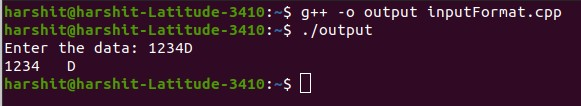 harshit@harshit-Latitude-3410:~$ g++ -o output inputFormat.cpp
harshit@harshit-Latitude-3410:~$ ./output
Enter the data: 1234D
1234   D
harshit@harshit-Latitude-3410:~$